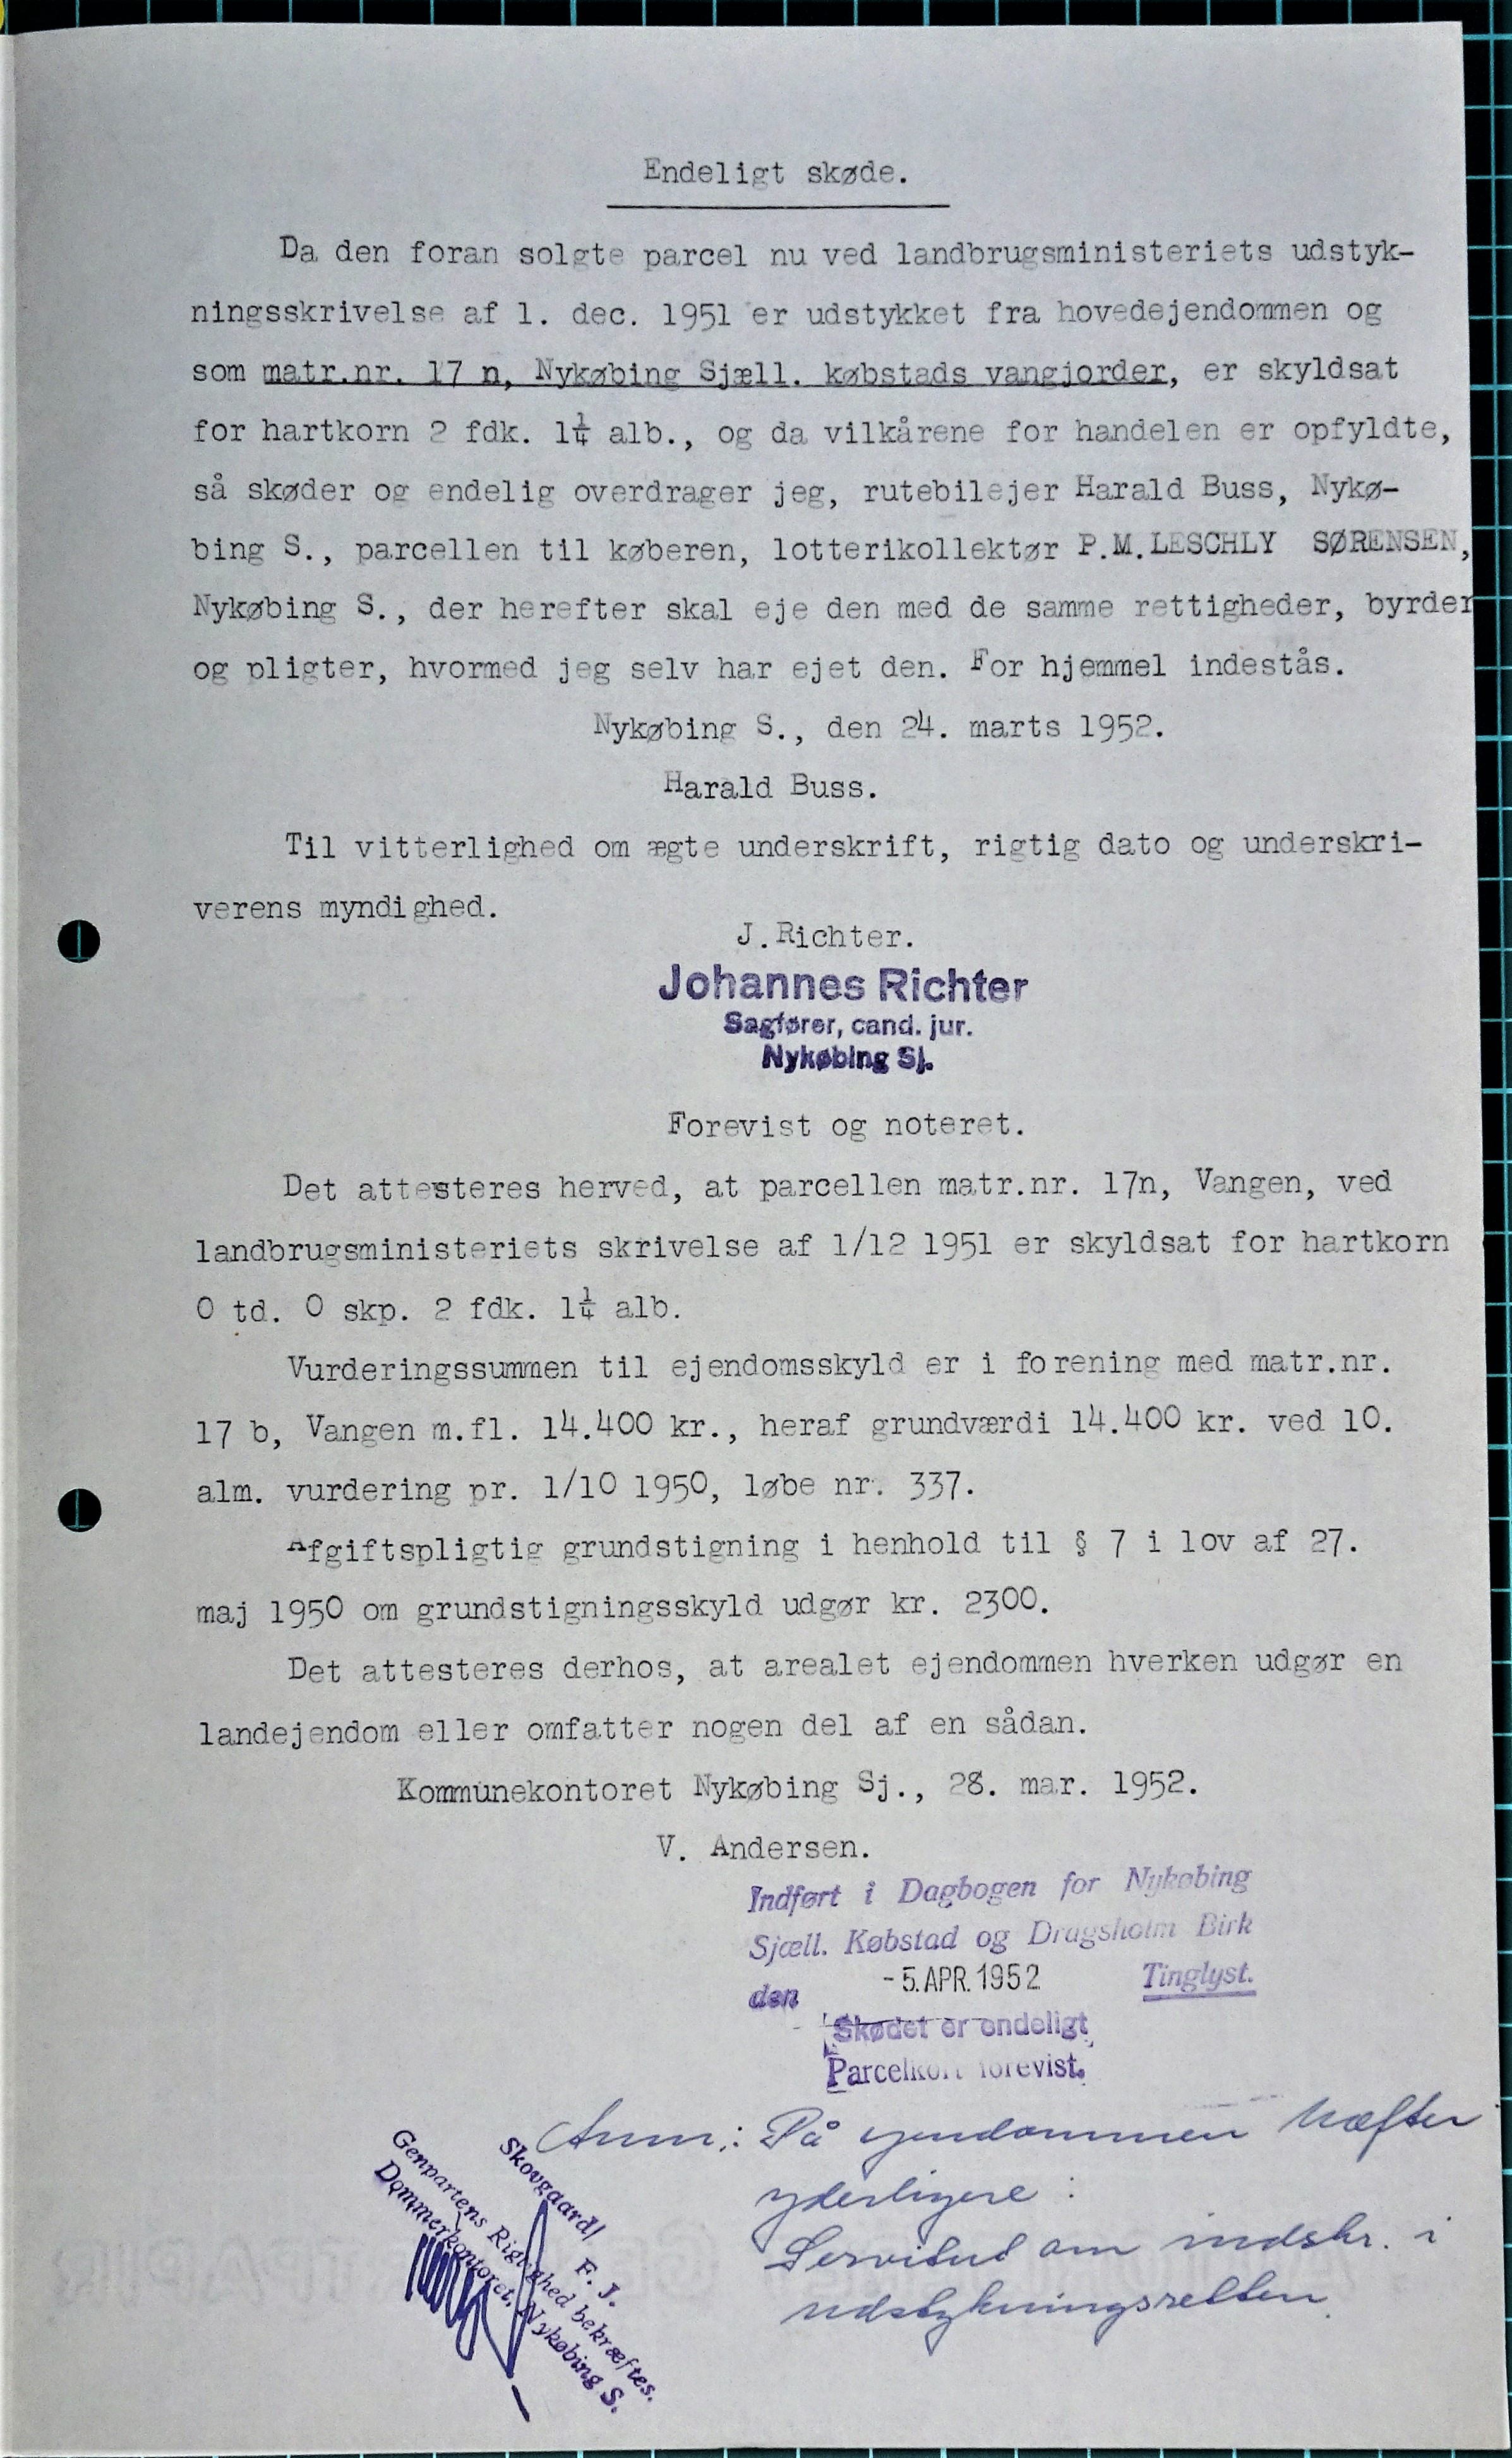 Endeligt skøde.
Da den foran solgte parcel nu ved landbrugsministeriets udstyk-
ningsskrivelse af 1. dec. 1951 er udstykket fra hovedejendommen og
som matr.nr. 17 n, Nykøbing Sjæll. købstads vangjorder, er skyldsat
for hartkorn 2 fdk. 1¼ alb., og da vilkårene for handelen er opfyldte,
så skøder og endelig overdrager jeg, rutebilejer Harald Buss, Nykø-
bing S., parcellen til køberen, lotterikollektør P.M.LESCHLY SØRENSEN,
Nykøbing S., der herefter skal eje den med de samme rettigheder, byrder
og pligter, hvormed jeg selv har ejet den. For hjemmel indestås.
Nykøbing S., den 24. marts 1952.
Harald Buss.
Til vitterlighed om ægte underskrift, rigtig dato og underskri-
verens myndighed.
J. Richter.
Johannes Richter
Sagfører, cand. jur.
Nykøbing Sj.
Forevist og noteret.
Det attesteres herved, at parcellen matr.nr. 17n, Vangen, ved
landbrugsministeriets skrivelse af 1/12 1951 er skyldsat for hartkorn
0 td. 0 skp. 2 fdk. 1¼ alb.
Vurderingssummen til ejendomsskyld er i forening med matr.nr.
17 b, Vangen m.fl. 14.400 kr., heraf grundværdi 14.400 kr. ved 10.
alm. vurdering pr. 1/10 1950, løbe nr. 337.
Afgiftspligtig grundstigning i henhold til § 7 i lov af 27.
maj 1950 om grundstigningsskyld udgør kr. 2300.
Det attesteres derhos, at arealet ejendommen hverken udgør en
landejendom eller omfatter nogen del af en sådan.
Kommunekontoret Nykøbing Sj., 28. mar. 1952.
V. Andersen.
Indført i Dagbogen for Nykøbing
Sjæll. Købstad og Dragsholm Birk
den - 5. APR. 1952 Tinglyst.
Skødet er endeligt
Parcelkort forevist.
Anm.: På ejendommen hæfter
yderligere :
Servitut om indskr. i
udstykningsretten.
Skovgaard/
F. J.
Genpartens Rigtighed bekræftes.
Dommerkontoret, Nykøbing S.